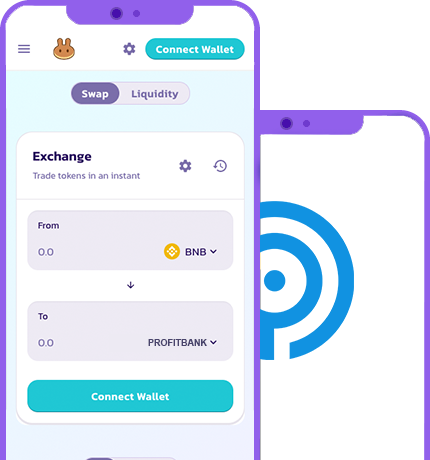 Connect Wallet
Swap
Liquidity
Exchange
Trade tokens in an instant
From
0.0
BNB
To
0.0
PROFITBANK
Connect Wallet